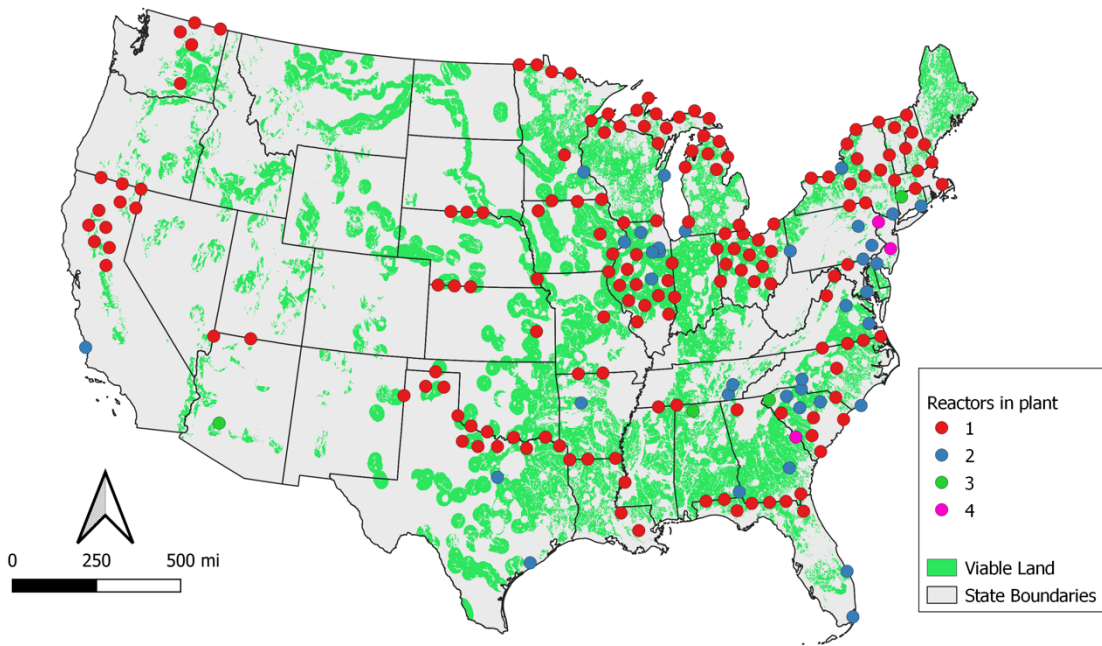 Reactors in plant
1
2
3
4
Viable Land
State Boundaries
0 250 500 mi